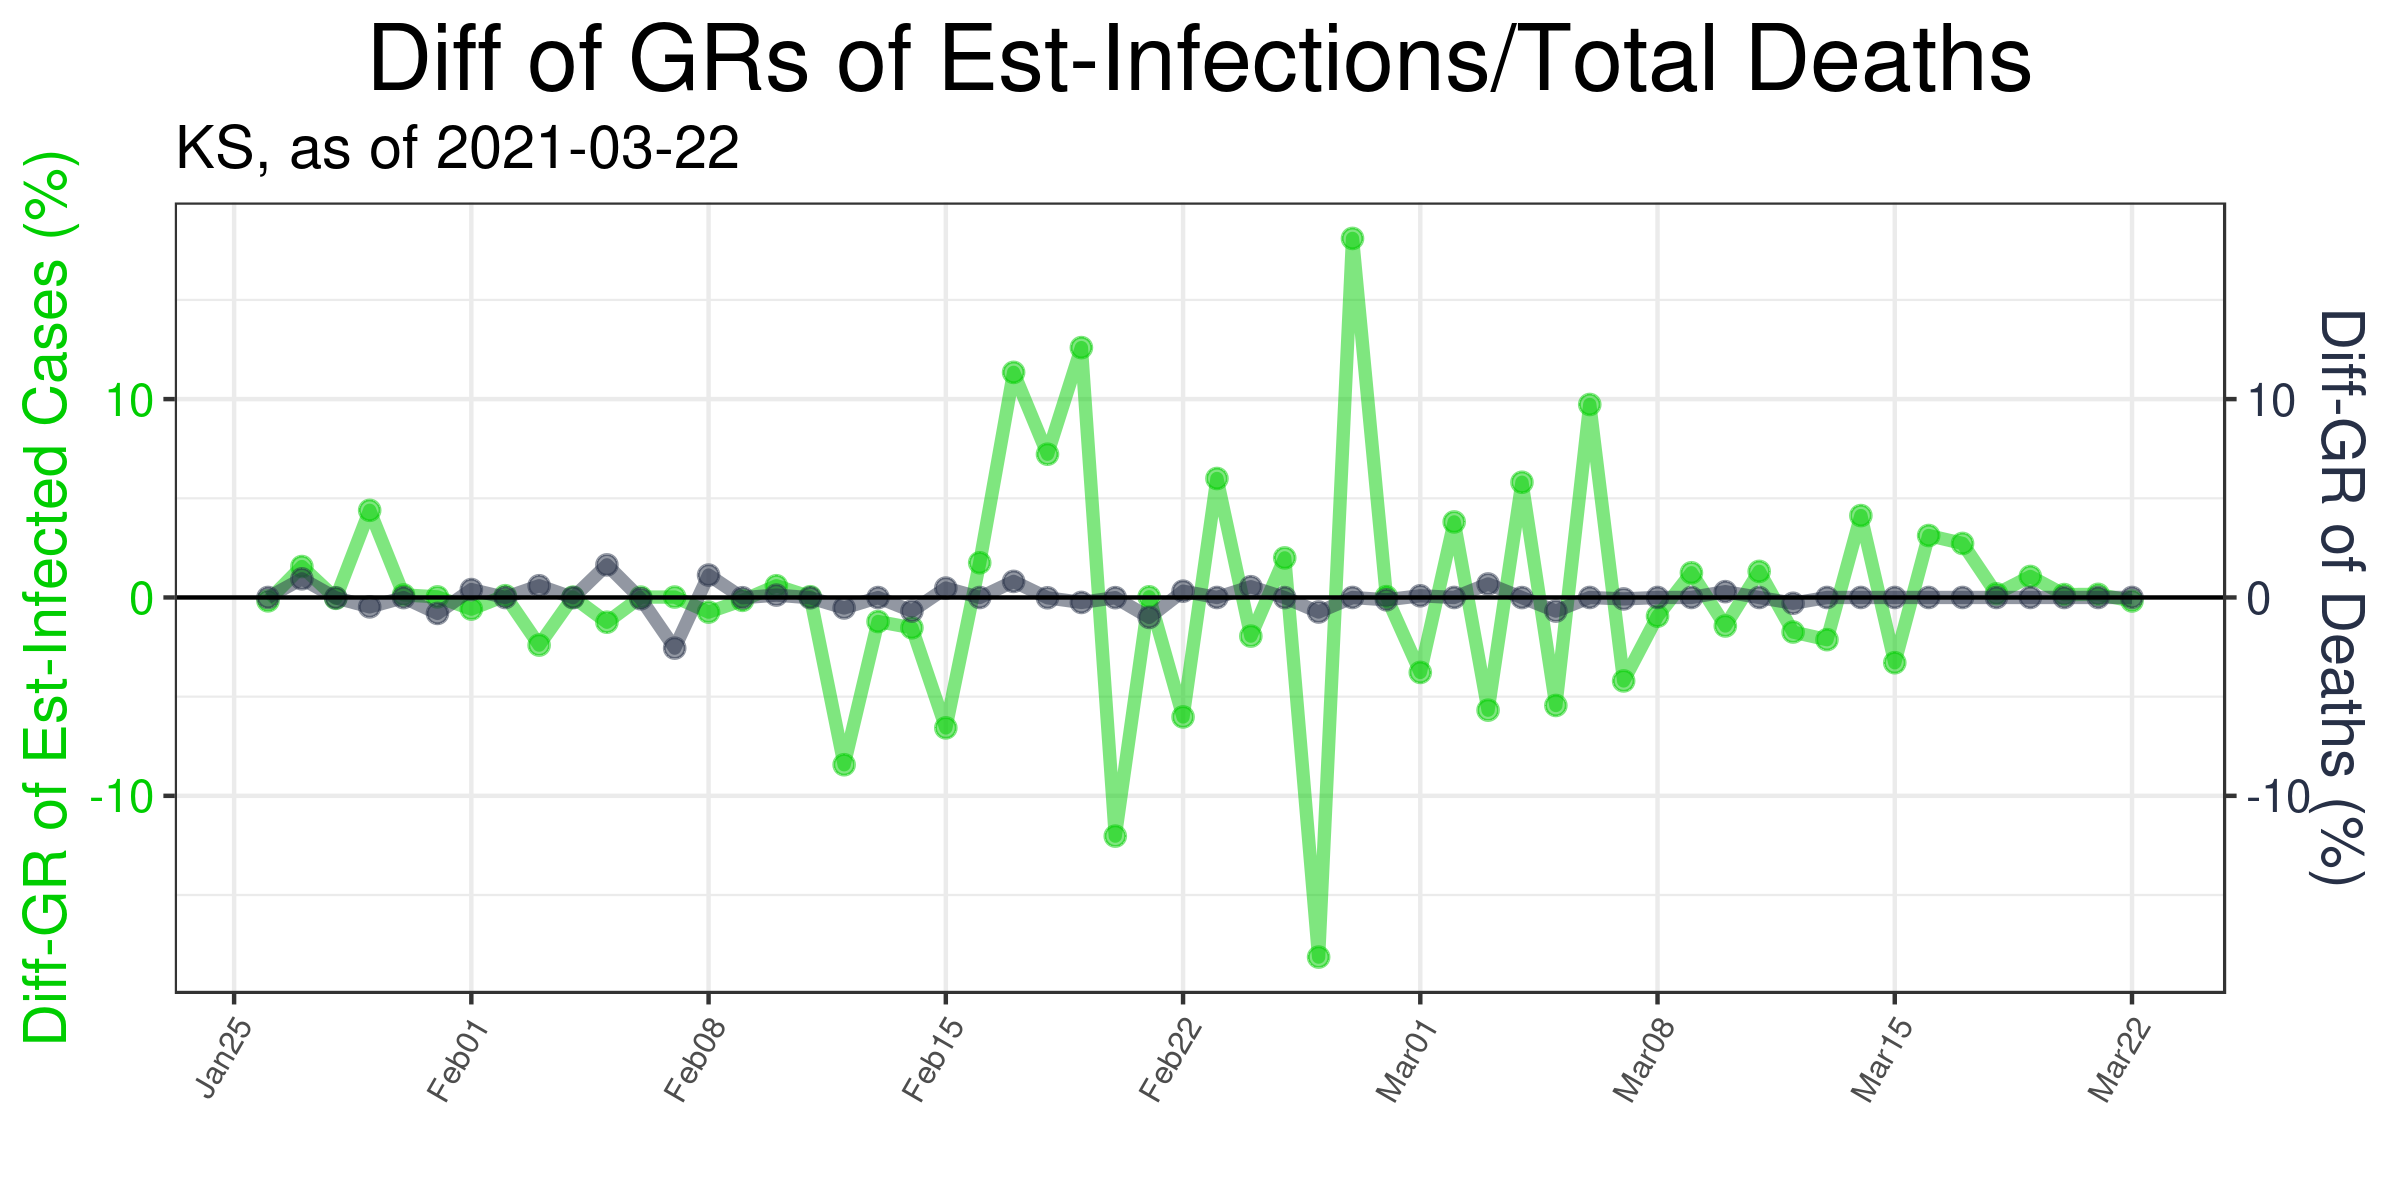 Diff of GRs of Est-Infections/Total Deaths
KS, as of 2021-03-22
Diff-GR of Est-Infected Cases (%)
10
0
-10
10
0
-10
Diff-GR of Deaths (%)
Jan25
Feb01
Feb08
Feb15
Feb22
Mar01
Mar08
Mar15
Mar22